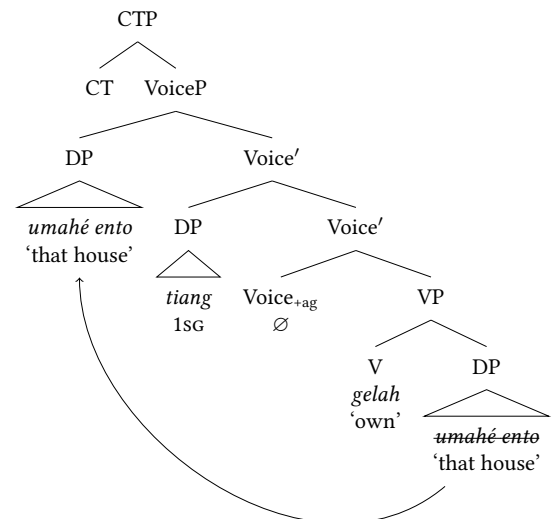 CTP
CT VoiceP
DP Voice′
umahé ento
‘that house’
DP Voice′
tiang
1SG
Voice+ag
∅
VP
V DP
gelah
‘own’
umahé ento
‘that house’